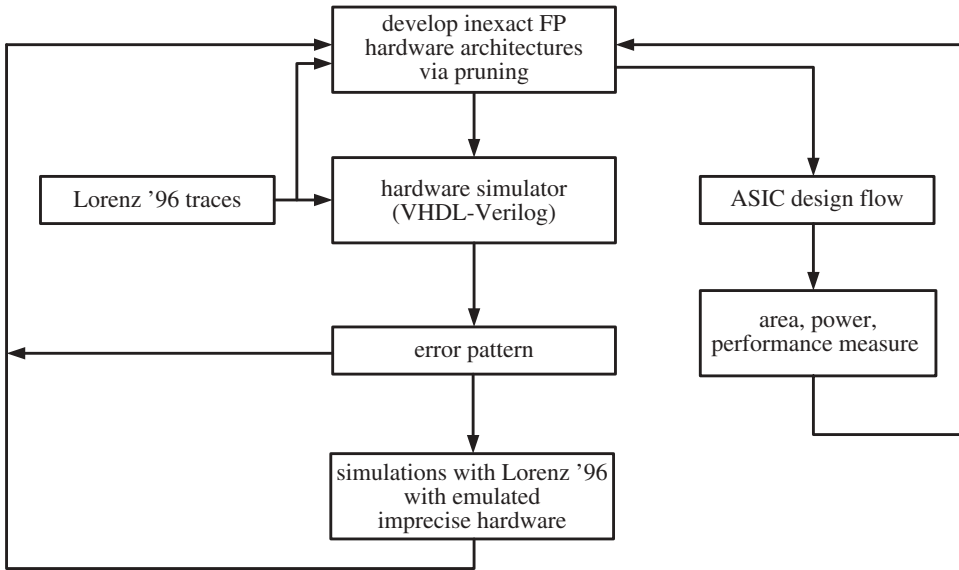 develop inexact FP
hardware architectures
via pruning
Lorenz ’96 traces
hardware simulator
(VHDL-Verilog)
ASIC design flow
error pattern
area, power,
performance measure
simulations with Lorenz ’96
with emulated
imprecise hardware